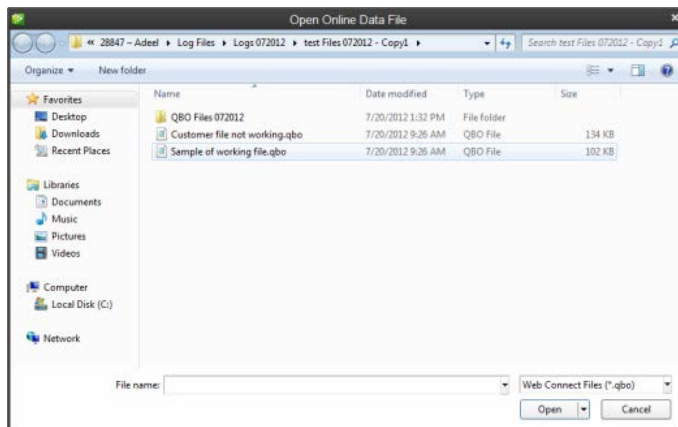 Open Online Data File
« 28847 – Adeel ▸ Log Files ▸ Logs 072012 ▸ test Files 072012 - Copy1 ▸
Search test Files 072012 - Copy1
Organize ▾ New folder
Name Date modified Type Size
Favorites
Desktop
Downloads
Recent Places
Libraries
Documents
Music
Pictures
Videos
Computer
Local Disk (C:)
Network
QBO Files 072012 7/20/2012 1:32 PM File folder
Customer file not working.qbo 7/20/2012 9:26 AM QBO File 134 KB
Sample of working file.qbo 7/20/2012 9:26 AM QBO File 102 KB
File name:
Web Connect Files (*.qbo)
Open Cancel